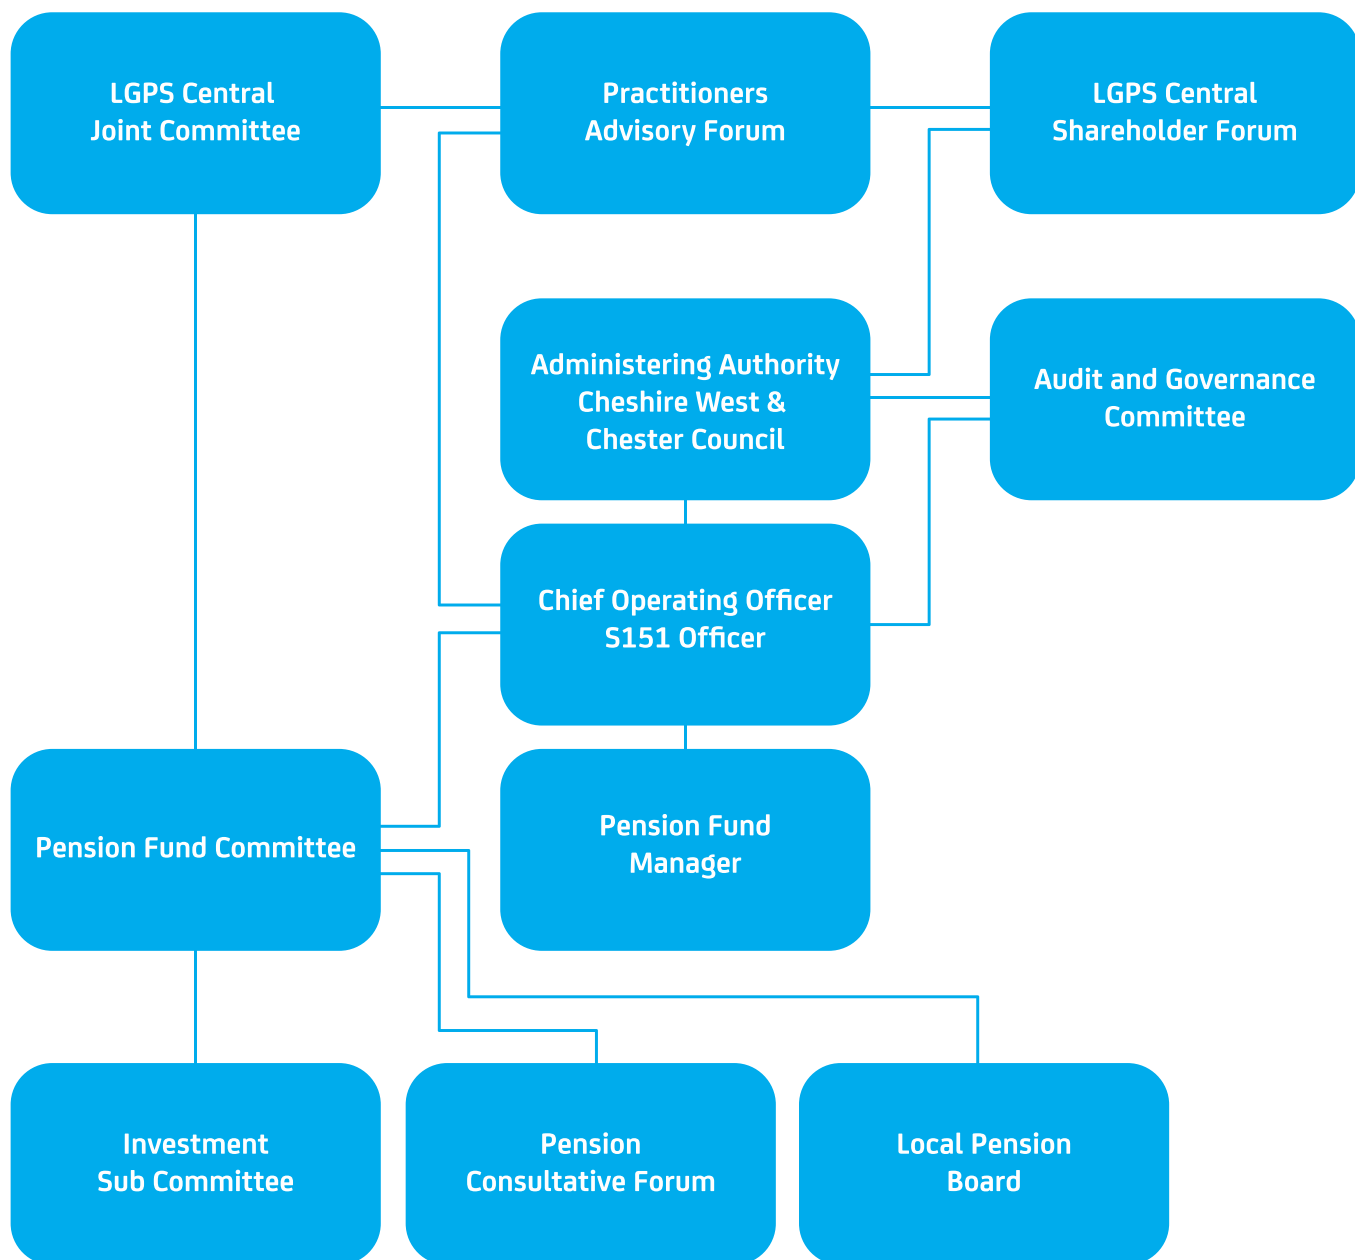 LGPS Central
Joint Committee
Practitioners
Advisory Forum
LGPS Central
Shareholder Forum
Administering Authority
Cheshire West &
Chester Council
Audit and Governance
Committee
Chief Operating Officer
S151 Officer
Pension Fund Committee
Pension Fund
Manager
Investment
Sub Committee
Pension
Consultative Forum
Local Pension
Board